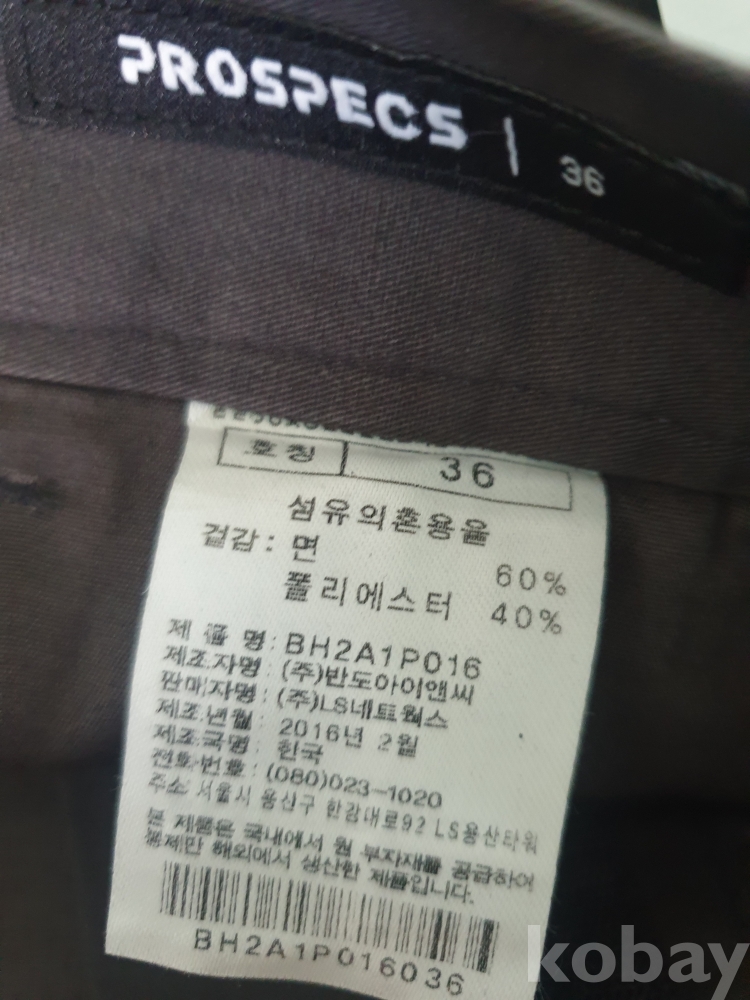 PROSPECS | 36
호칭 36
섬유의혼용율
겉감: 면 60%
폴리에스터 40%
제 품 명: BH2A1P016
제조자명: (주)반도아이앤씨
판매자명: (주)LS네트웍스
제조년월: 2016년 2월
제조국명: 한국
전화번호: (080)023-1020
주소 서울시 용산구 한강대로92 LS용산타워
본 제품은 국내에서 원 부자재를 공급하여
해외에서 생산한 제품입니다.
BH2A1P016036
kobay